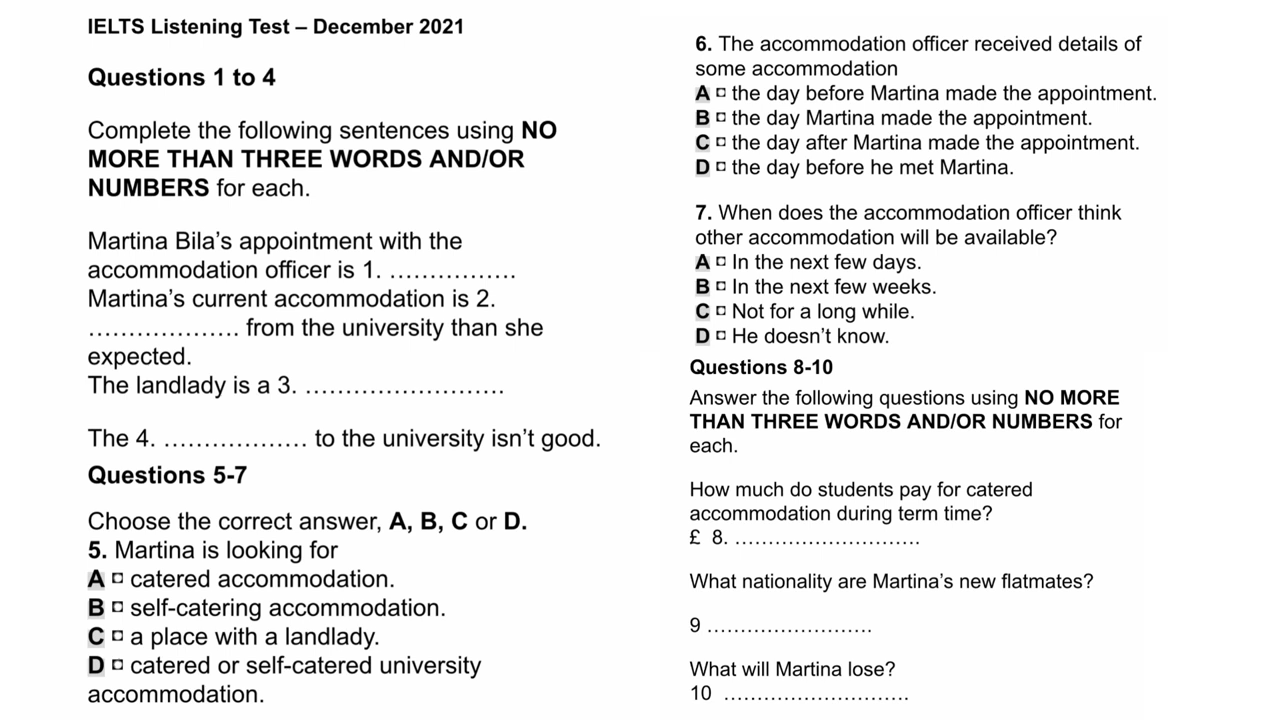 IELTS Listening Test – December 2021
Questions 1 to 4
Complete the following sentences using NO
MORE THAN THREE WORDS AND/OR
NUMBERS for each.
Martina Bila’s appointment with the
accommodation officer is 1. …………….
Martina’s current accommodation is 2.
………………. from the university than she
expected.
The landlady is a 3. …………………….
The 4. ……………… to the university isn’t good.
Questions 5-7
Choose the correct answer, A, B, C or D.
5. Martina is looking for
A □ catered accommodation.
B □ self-catering accommodation.
C □ a place with a landlady.
D □ catered or self-catered university
accommodation.
6. The accommodation officer received details of
some accommodation
A □ the day before Martina made the appointment.
B □ the day Martina made the appointment.
C □ the day after Martina made the appointment.
D □ the day before he met Martina.
7. When does the accommodation officer think
other accommodation will be available?
A □ In the next few days.
B □ In the next few weeks.
C □ Not for a long while.
D □ He doesn’t know.
Questions 8-10
Answer the following questions using NO MORE
THAN THREE WORDS AND/OR NUMBERS for
each.
How much do students pay for catered
accommodation during term time?
£ 8. ……………………….
What nationality are Martina’s new flatmates?
9 …………………….
What will Martina lose?
10 ……………………….